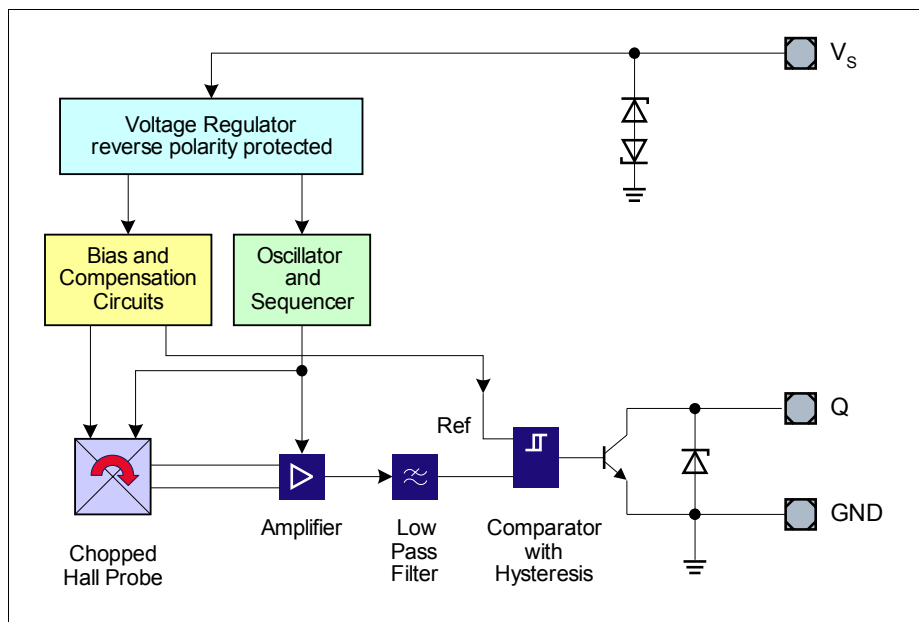 V_S
Voltage Regulator
reverse polarity protected
Bias and
Compensation
Circuits
Oscillator
and
Sequencer
Ref
Q
GND
Amplifier
Low
Pass
Filter
Comparator
with
Hysteresis
Chopped
Hall Probe